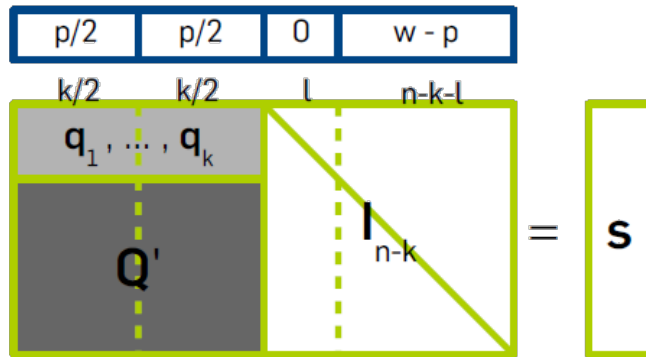 p/2 p/2 0 w - p
k/2 k/2 l n-k-l
q1, ... , qk
Q' In-k = s